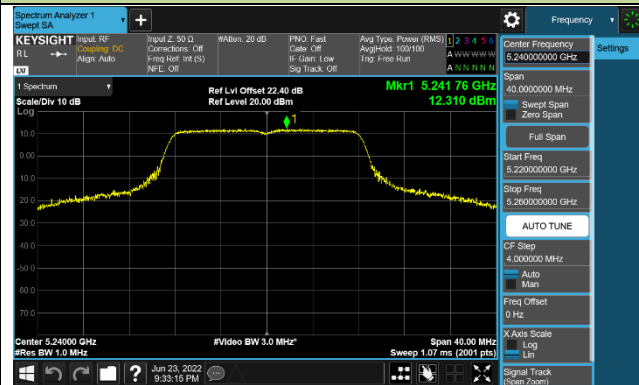 Spectrum Analyzer 1
Swept SA
Frequency
KEYSIGHT
RL
LXI
Input: RF
Coupling: DC
Align: Auto
Input Z: 50 Ω
Corrections: Off
Freq Ref: Int (S)
NFE: Off
#Atten: 20 dB
PNO: Fast
Gate: Off
IF Gain: Low
Sig Track: Off
Avg Type: Power (RMS)
Avg|Hold: 100/100
Trig: Free Run
1 2 3 4 5 6
A W W W W W
A N N N N N
1 Spectrum
Scale/Div 10 dB
Log
Ref Lvl Offset 22.40 dB
Ref Level 20.00 dBm
Mkr1 5.241 76 GHz
12.310 dBm
1
10.0
0.00
-10.0
-20.0
-30.0
-40.0
-50.0
-60.0
-70.0
Center 5.24000 GHz
#Res BW 1.0 MHz
#Video BW 3.0 MHz*
Span 40.00 MHz
Sweep 1.07 ms (2001 pts)
Jun 23, 2022
9:33:15 PM
Center Frequency
5.240000000 GHz
Settings
Span
40.0000000 MHz
Swept Span
Zero Span
Full Span
Start Freq
5.220000000 GHz
Stop Freq
5.260000000 GHz
AUTO TUNE
CF Step
4.000000 MHz
Auto
Man
Freq Offset
0 Hz
X Axis Scale
Log
Lin
Signal Track
(Span Zoom)